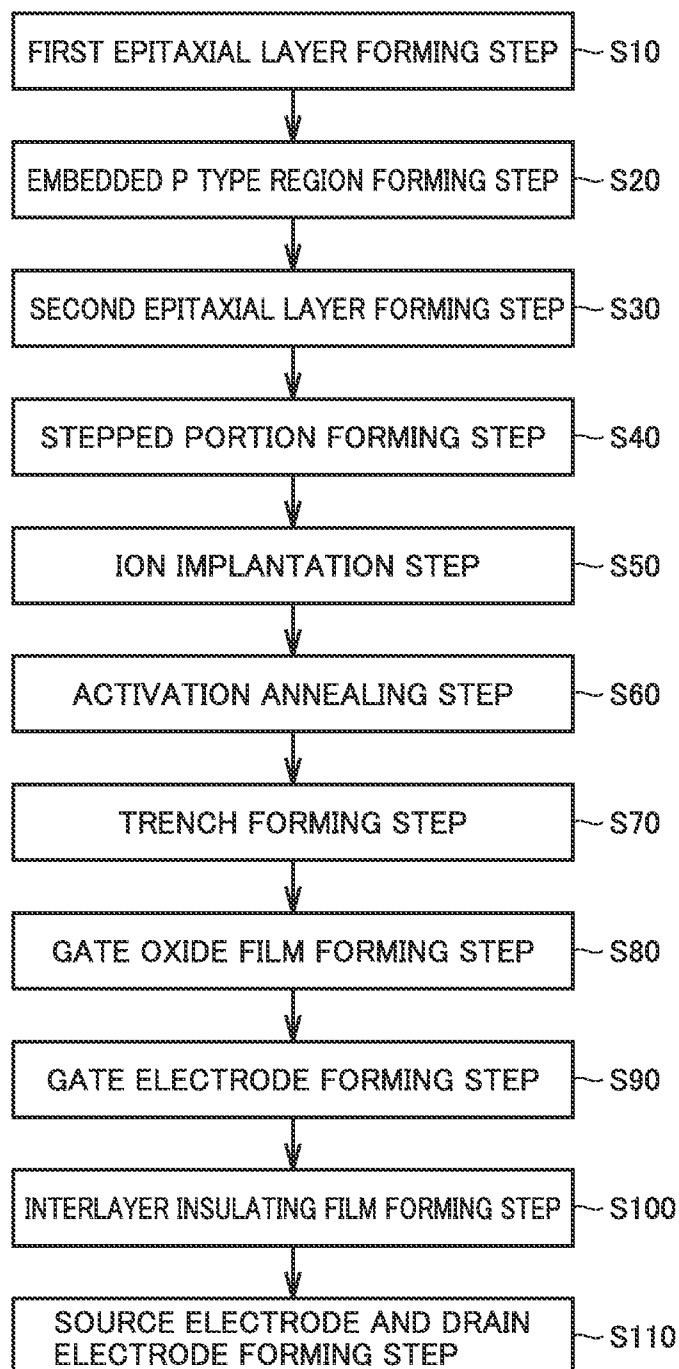 FIRST EPITAXIAL LAYER FORMING STEP S10
EMBEDDED P TYPE REGION FORMING STEP S20
SECOND EPITAXIAL LAYER FORMING STEP S30
STEPPED PORTION FORMING STEP S40
ION IMPLANTATION STEP S50
ACTIVATION ANNEALING STEP S60
TRENCH FORMING STEP S70
GATE OXIDE FILM FORMING STEP S80
GATE ELECTRODE FORMING STEP S90
INTERLAYER INSULATING FILM FORMING STEP S100
SOURCE ELECTRODE AND DRAIN S110
ELECTRODE FORMING STEP